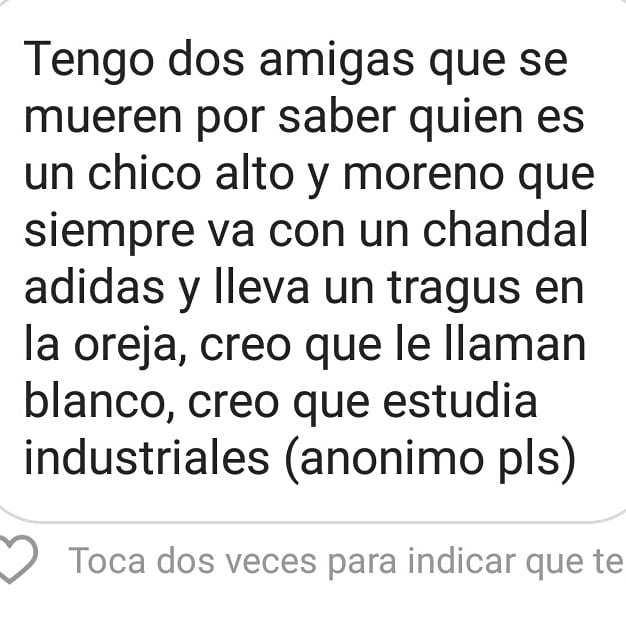 Tengo dos amigas que se
mueren por saber quien es
un chico alto y moreno que
siempre va con un chandal
adidas y lleva un tragus en
la oreja, creo que le llaman
blanco, creo que estudia
industriales (anonimo pls)
Toca dos veces para indicar que te